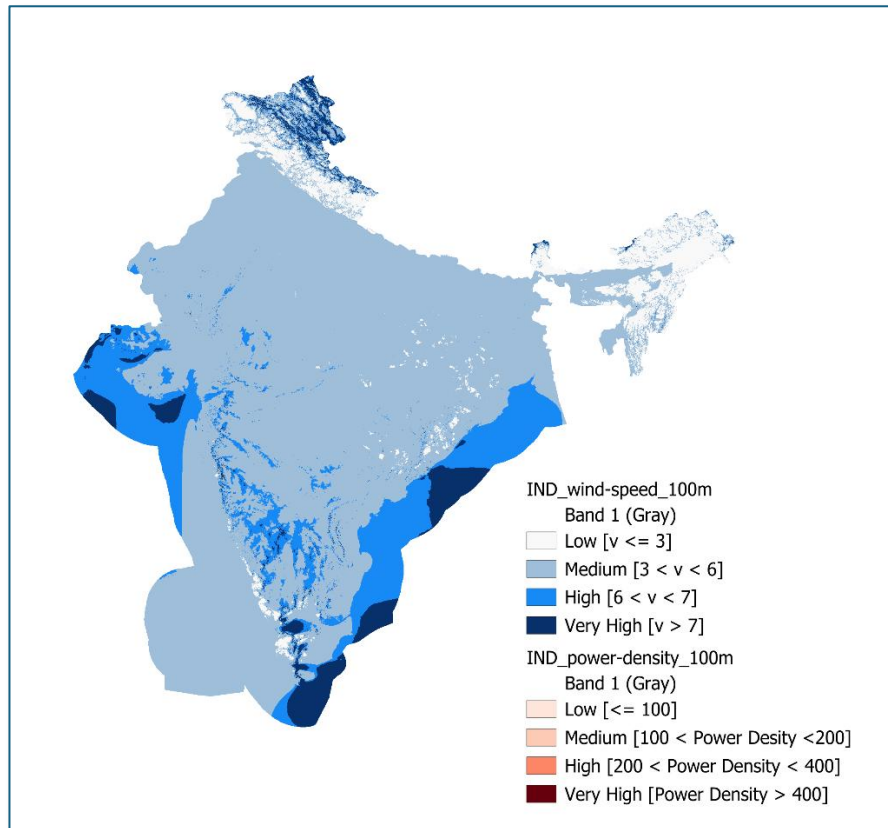 IND_wind-speed_100m
Band 1 (Gray)
Low [v <= 3]
Medium [3 < v < 6]
High [6 < v < 7]
Very High [v > 7]
IND_power-density_100m
Band 1 (Gray)
Low [<= 100]
Medium [100 < Power Desity <200]
High [200 < Power Density < 400]
Very High [Power Density > 400]